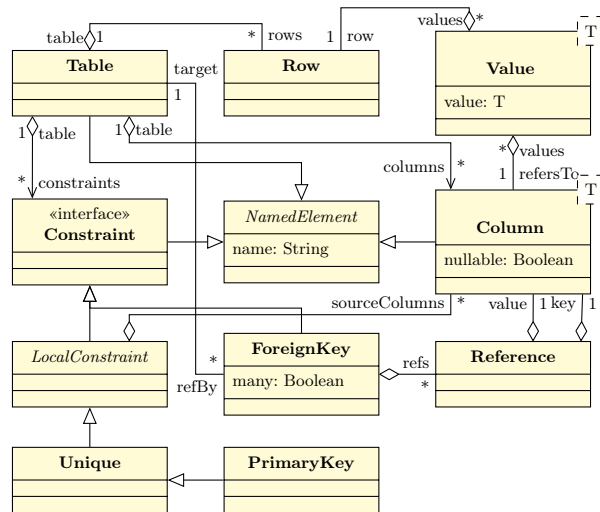 values *
T
table 1
* rows
1 row
Table
target
Row
Value
1
value: T
1 table
1 table
* values
columns *
1 refersTo
* constraints
T
«interface»
Constraint
NamedElement
Column
name: String
nullable: Boolean
sourceColumns *
value 1 key 1
LocalConstraint
ForeignKey
Reference
* 
refs
many: Boolean
refBy
*
Unique
PrimaryKey